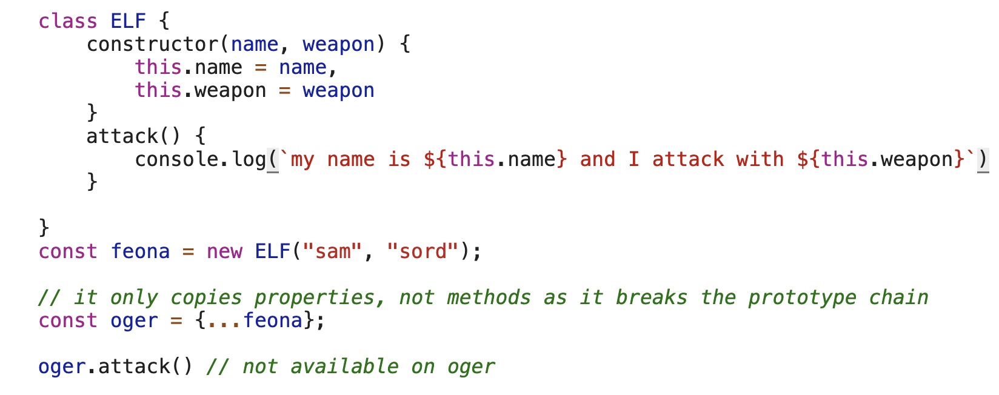 class ELF {
constructor(name, weapon) {
this.name = name,
this.weapon = weapon
}
attack() {
console.log(`my name is ${this.name} and I attack with ${this.weapon}`)
}
}
const feona = new ELF("sam", "sord");
// it only copies properties, not methods as it breaks the prototype chain
const oger = {...feona};
oger.attack() // not available on oger